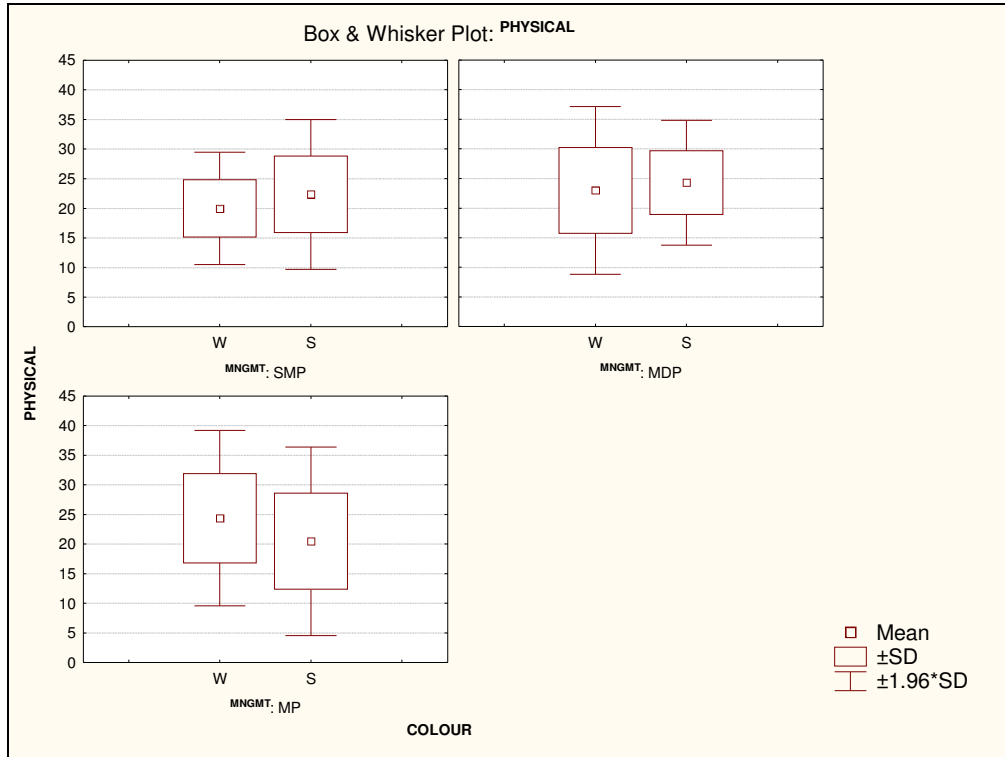 Box & Whisker Plot: PHYSICAL
PHYSICAL
45
40
35
30
25
20
15
10
5
0
W S
MNGMT: SMP
W S
MNGMT: MDP
45
40
35
30
25
20
15
10
5
0
W S
MNGMT: MP
COLOUR
Mean
±SD
±1.96*SD